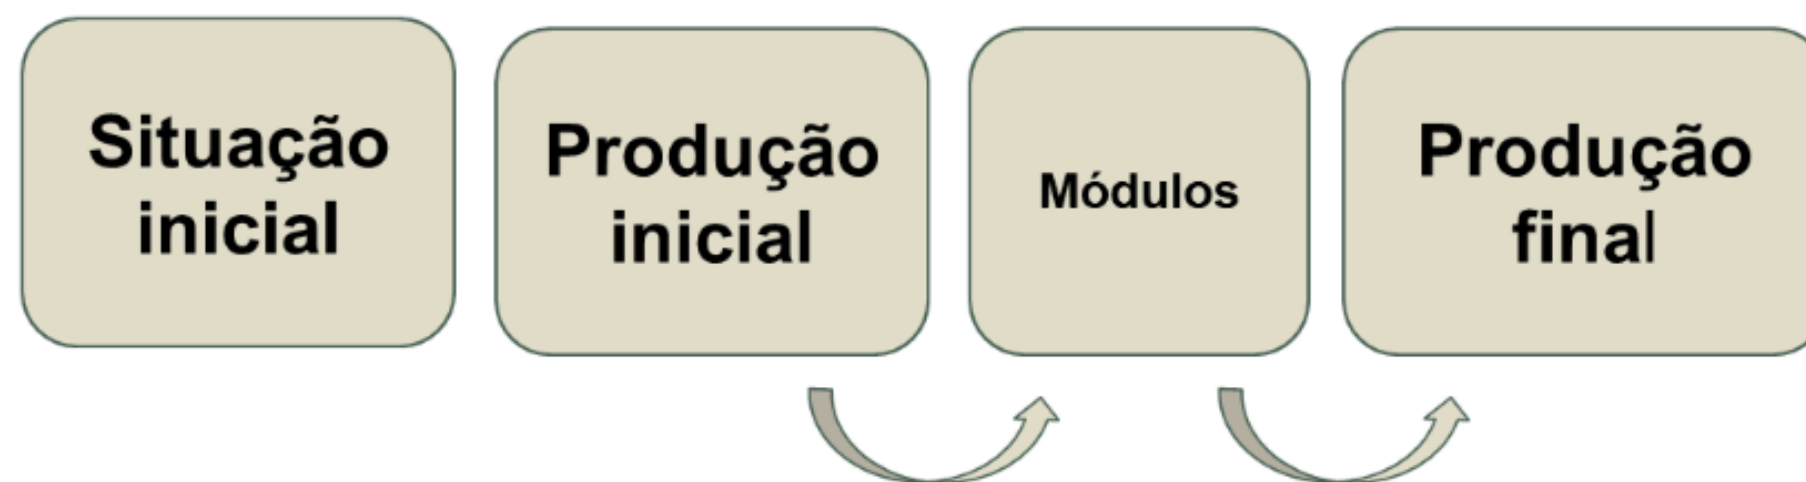 Situação
inicial
Produção
inicial
Módulos
Produção
final